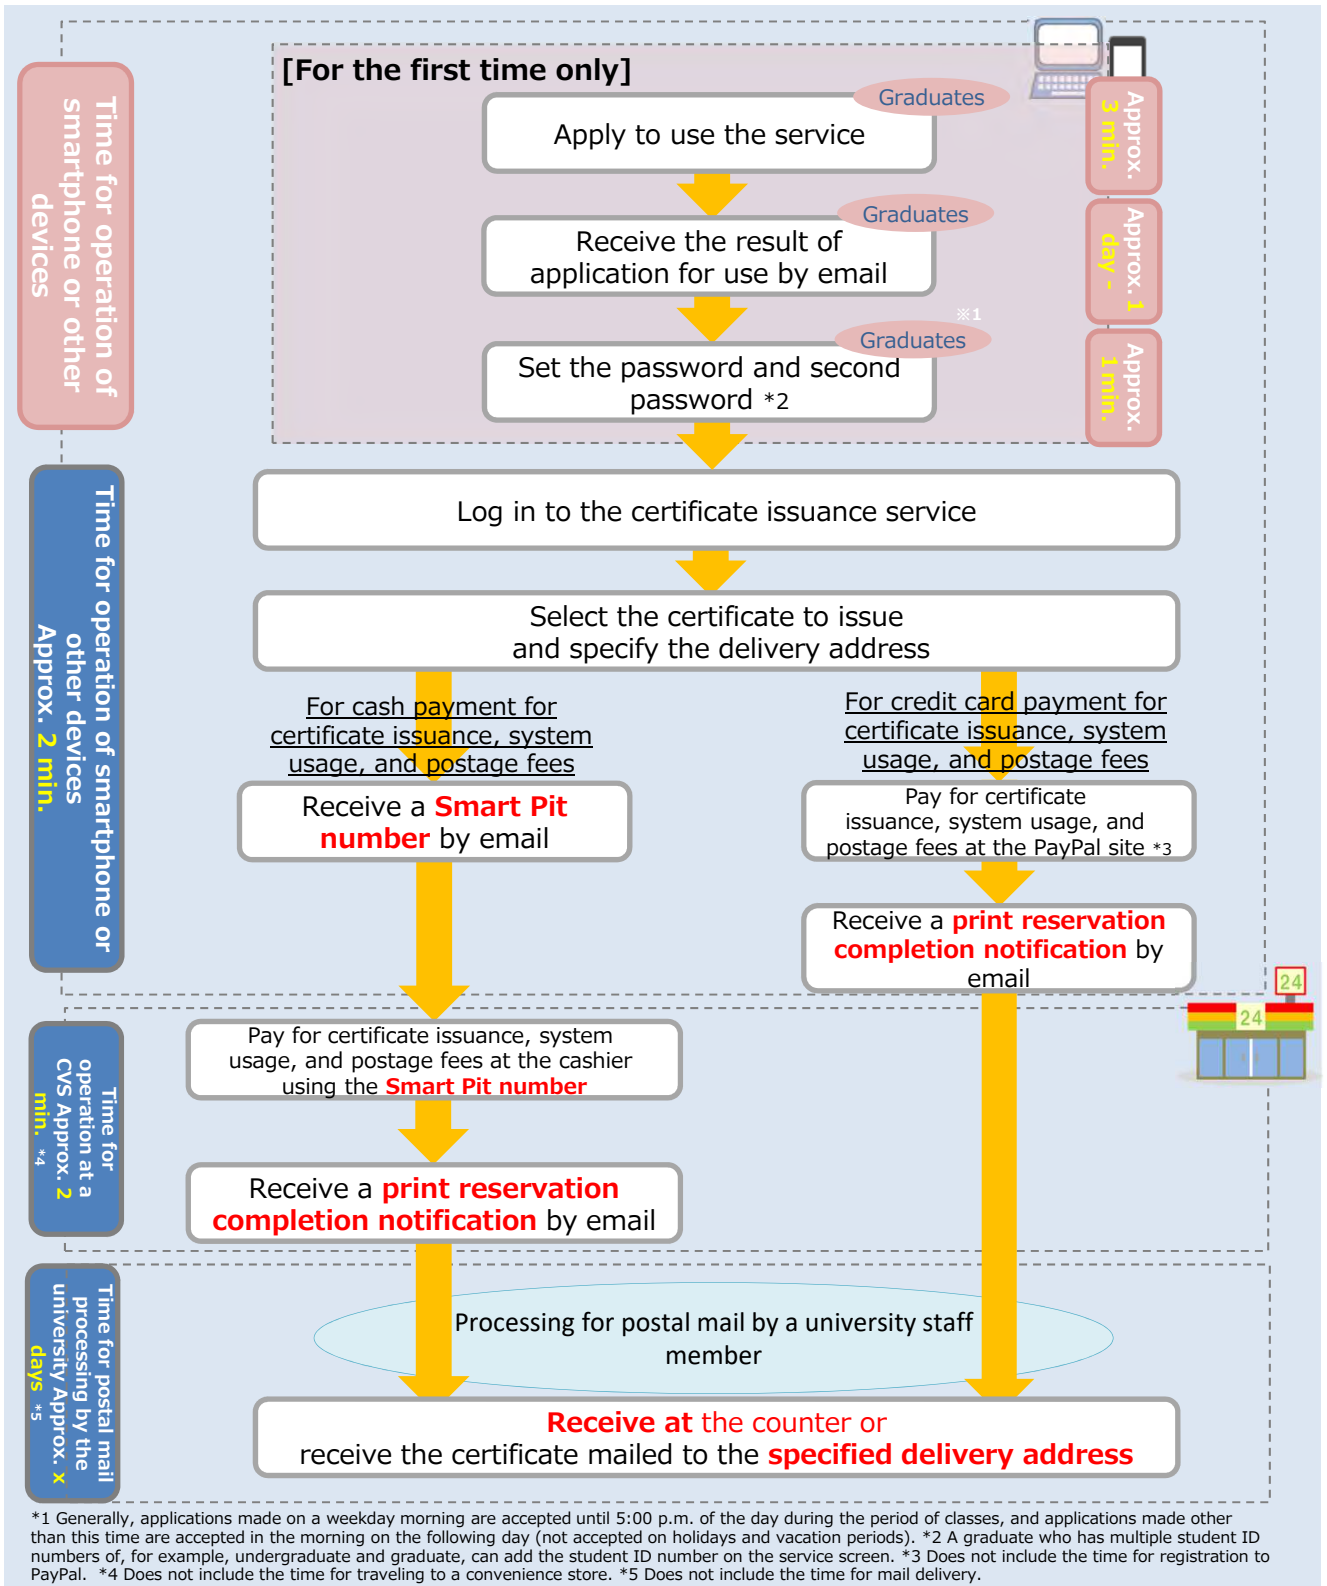 [For the first time only]
Graduates
Apply to use the service
Approx.
3 min.
Time for operation of
smartphone or other
devices
Graduates
Receive the result of
application for use by email
Approx. 1
day -
※1
Graduates
Set the password and second
password *2
Approx.
1 min.
Log in to the certificate issuance service
Time for operation of smartphone or
other devices
Approx. 2 min.
Select the certificate to issue
and specify the delivery address
For cash payment for
certificate issuance, system
usage, and postage fees
For credit card payment for
certificate issuance, system
usage, and postage fees
Receive a Smart Pit
number by email
Pay for certificate
issuance, system usage, and
postage fees at the PayPal site *3
Receive a print reservation
completion notification by
email
24
24
Time for
operation at a
CVS Approx. 2
min. *4
Pay for certificate issuance, system
usage, and postage fees at the cashier
using the Smart Pit number
Receive a print reservation
completion notification by email
Time for postal mail
processing by the
university Approx. x
days *5
Processing for postal mail by a university staff
member
Receive at the counter or
receive the certificate mailed to the specified delivery address
*1 Generally, applications made on a weekday morning are accepted until 5:00 p.m. of the day during the period of classes, and applications made other
than this time are accepted in the morning on the following day (not accepted on holidays and vacation periods). *2 A graduate who has multiple student ID
numbers of, for example, undergraduate and graduate, can add the student ID number on the service screen. *3 Does not include the time for registration to
PayPal. *4 Does not include the time for traveling to a convenience store. *5 Does not include the time for mail delivery.